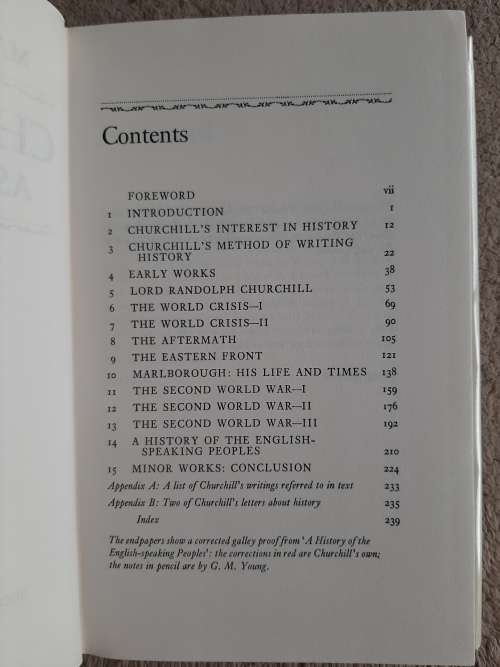 Contents
FOREWORD vii
1 INTRODUCTION 1
2 CHURCHILL'S INTEREST IN HISTORY 12
3 CHURCHILL'S METHOD OF WRITING
HISTORY 22
4 EARLY WORKS 38
5 LORD RANDOLPH CHURCHILL 53
6 THE WORLD CRISIS—I 69
7 THE WORLD CRISIS—II 90
8 THE AFTERMATH 105
9 THE EASTERN FRONT 121
10 MARLBOROUGH: HIS LIFE AND TIMES 138
11 THE SECOND WORLD WAR—I 159
12 THE SECOND WORLD WAR—II 176
13 THE SECOND WORLD WAR—III 192
14 A HISTORY OF THE ENGLISH-
SPEAKING PEOPLES 210
15 MINOR WORKS: CONCLUSION 224
Appendix A: A list of Churchill's writings referred to in text 233
Appendix B: Two of Churchill's letters about history 235
Index 239
The endpapers show a corrected galley proof from 'A History of the
English-speaking Peoples': the corrections in red are Churchill's own;
the notes in pencil are by G. M. Young.